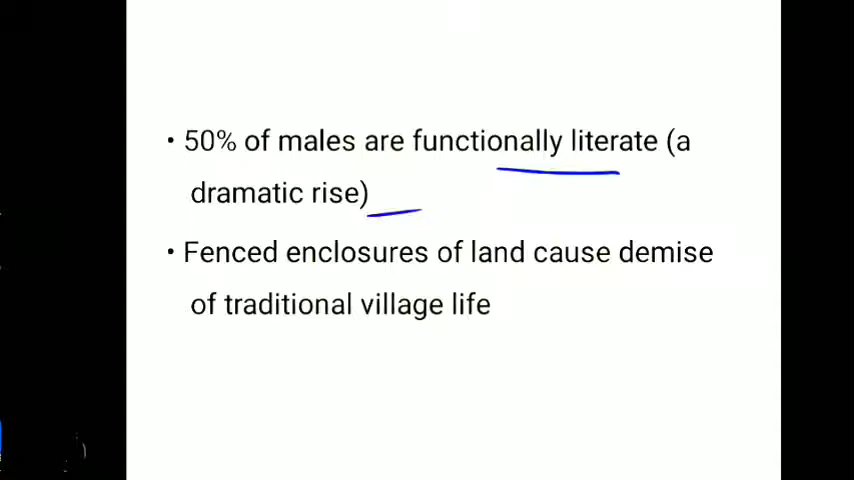 • 50% of males are functionally literate (a
dramatic rise)
• Fenced enclosures of land cause demise
of traditional village life